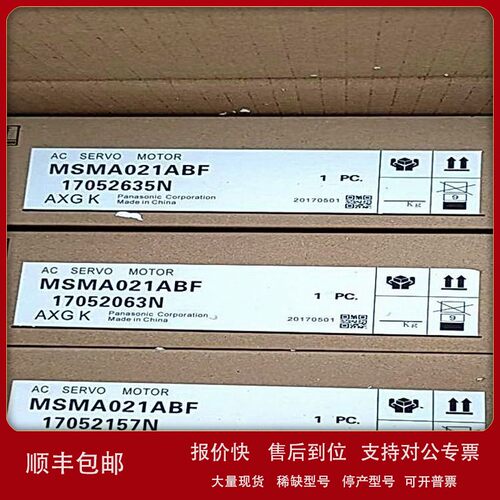 AC SERVO MOTOR
MSMA021ABF
17052635N
AXG K Panasonic Corporation
Made in China
1 PC.
20170501
Kg
9
AC SERVO MOTOR
MSMA021ABF
17052063N
AXG K Panasonic Corporation
Made in China
1 PC.
20170501
Kg
9
AC SERVO MOTOR
MSMA021ABF
17052157N
顺丰包邮
报价快 售后到位 支持对公专票
大量现货 稀缺型号 停产型号 可开普票